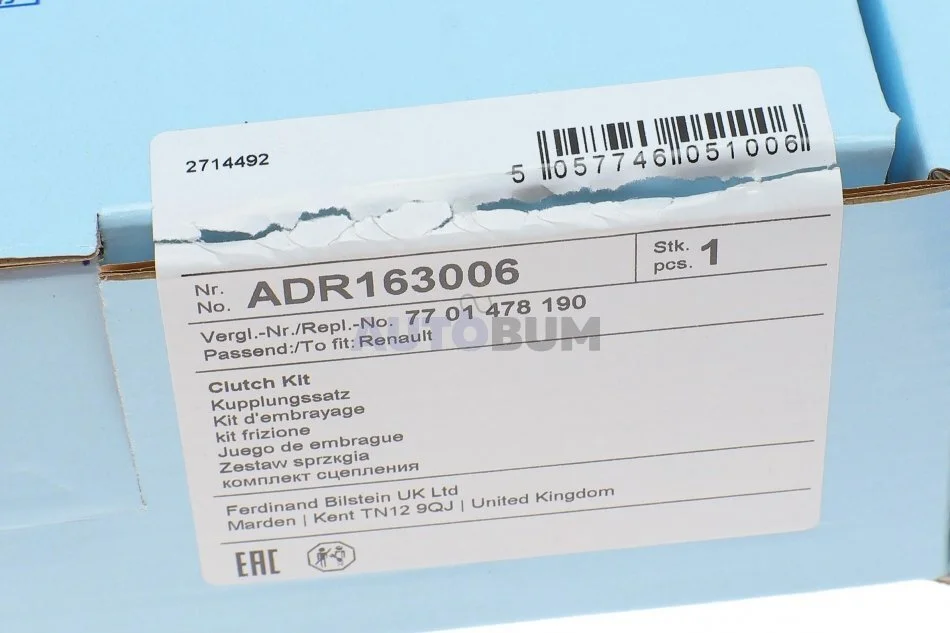 2714492
5 057746 051006
Nr.
No. ADR163006
Stk.
pcs. 1
Vergl.-Nr./Repl.-No. 77 01 478 190
Passend:/To fit: Renault
AUTOBUM
Clutch Kit
Kupplungssatz
Kit d'embrayage
kit frizione
Juego de embrague
Zestaw sprzкgia
комплект сцепления
Ferdinand Bilstein UK Ltd
Marden | Kent TN12 9QJ | United Kingdom
EAC